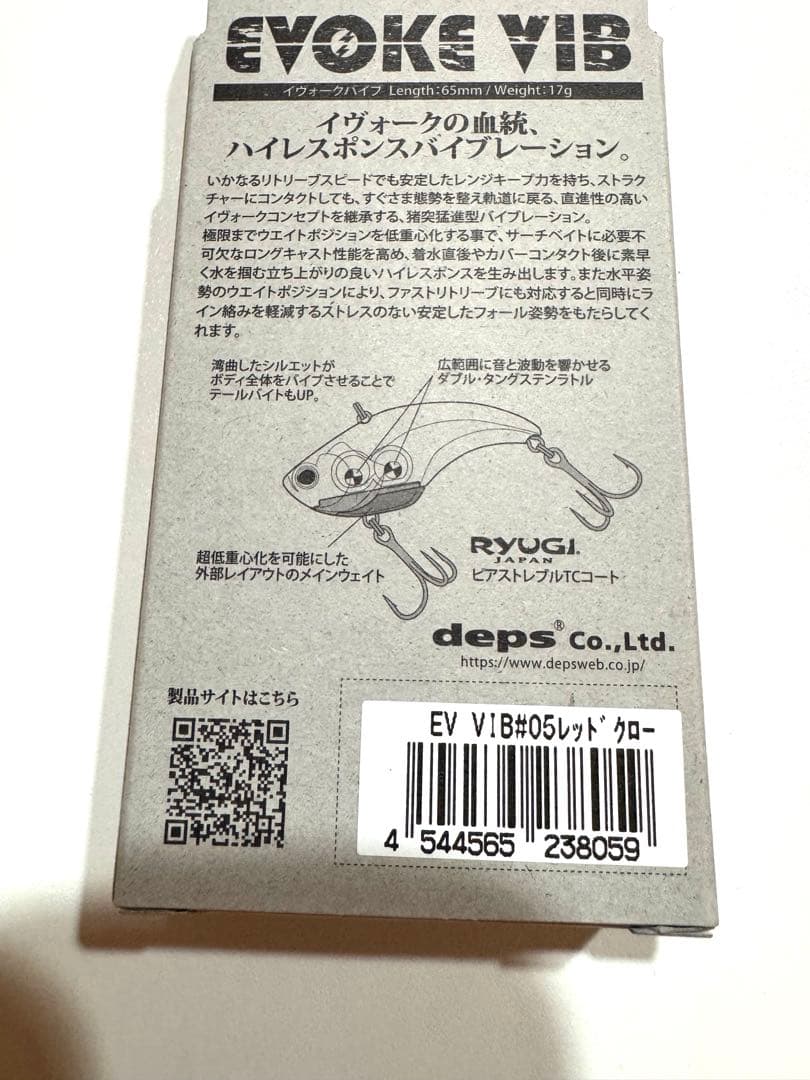 EVOKE VIB
イヴォークバイブ Length:65mm / Weight:17g
イヴォークの血統、
ハイレスポンスバイブレーション。
いかなるリトリーブスピードでも安定したレンジキープ力を持ち、ストラク
チャーにコンタクトしても、すぐさま態勢を整え軌道に戻る、直進性の高い
イヴォークコンセプトを継承する、猪突猛進型バイブレーション。
極限までウエイトポジションを低重心化する事で、サーチベイトに必要不
可欠なロングキャスト性能を高め、着水直後やカバーコンタクト後に素早
く水を掴む立ち上がりの良いハイレスポンスを生み出します。また水平姿
勢のウエイトポジションにより、ファストリトリーブにも対応すると同時にライ
ン絡みを軽減するストレスのない安定したフォール姿勢をもたらしてく
れます。
湾曲したシルエットが
ボディ全体をバイブさせることで
テールバイトもUP。
広範囲に音と波動を響かせる
ダブル・タングステンラトル
超低重心化を可能にした
外部レイアウトのメインウェイト
RYUGI
JAPAN
ピアストレブルTCコート
deps® Co.,Ltd.
https://www.depsweb.co.jp/
製品サイトはこちら
EV VIB#05レッドクロー
4 544565 238059